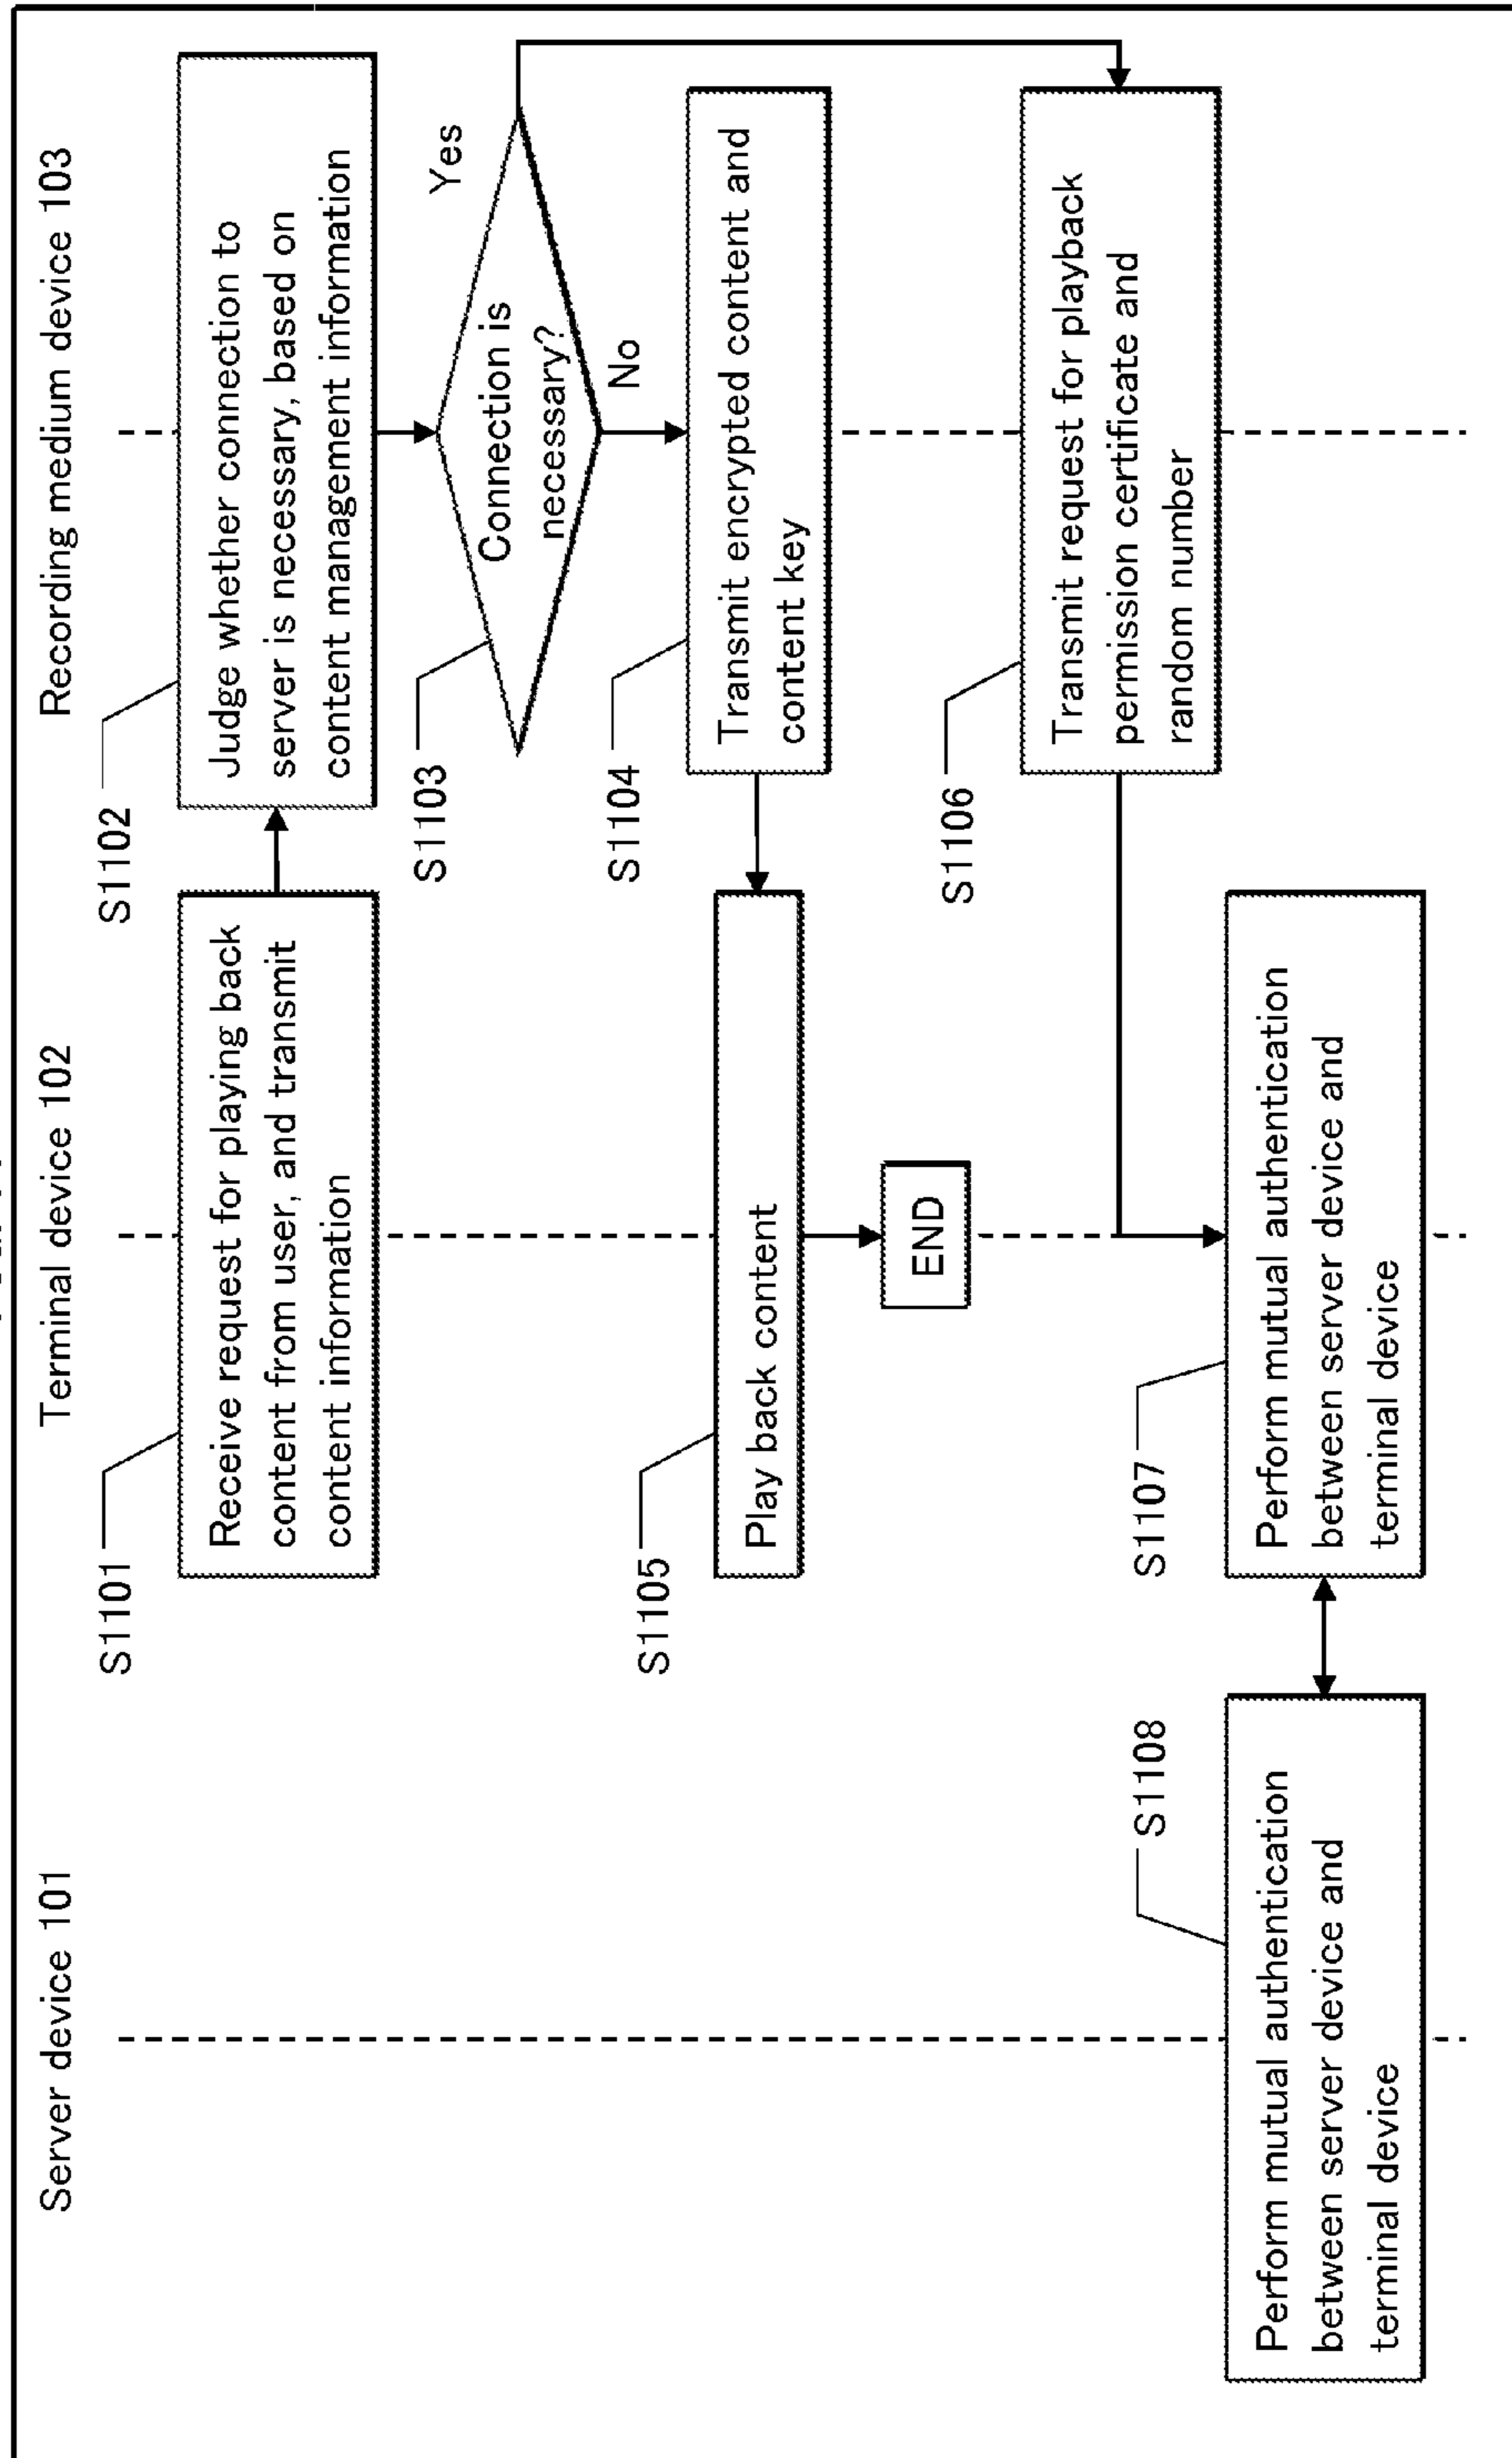 Server device 101
Terminal device 102
Recording medium device 103
S1101
Receive request for playing back
content from user, and transmit
content information
S1102
Judge whether connection to
server is necessary, based on
content management information
S1103
Connection is
necessary?
Yes
No
S1104
Transmit encrypted content and
content key
S1105
Play back content
END
S1106
Transmit request for playback
permission certificate and
random number
S1107
Perform mutual authentication
between server device and
terminal device
S1108
Perform mutual authentication
between server device and
terminal device